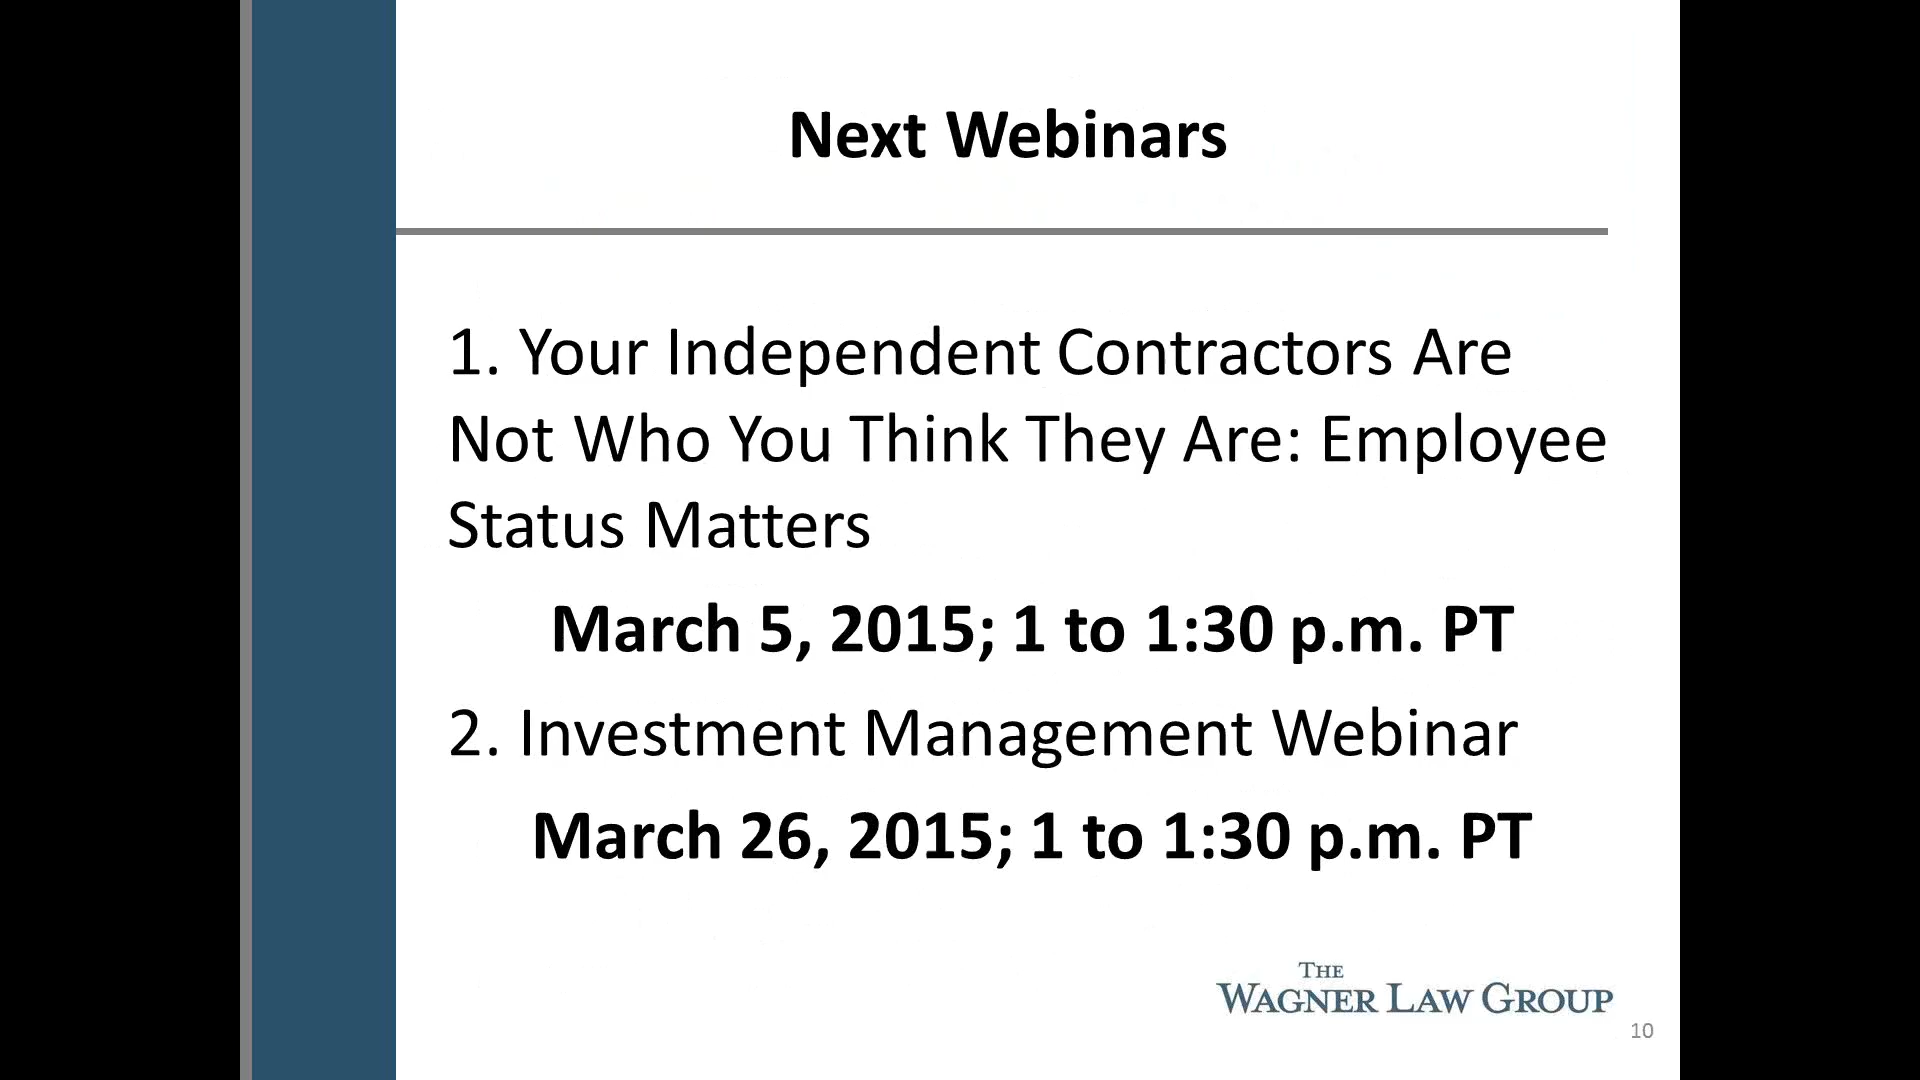 Next Webinars
1. Your Independent Contractors Are
Not Who You Think They Are: Employee
Status Matters
March 5, 2015; 1 to 1:30 p.m. PT
2. Investment Management Webinar
March 26, 2015; 1 to 1:30 p.m. PT
THE
WAGNER LAW GROUP
10